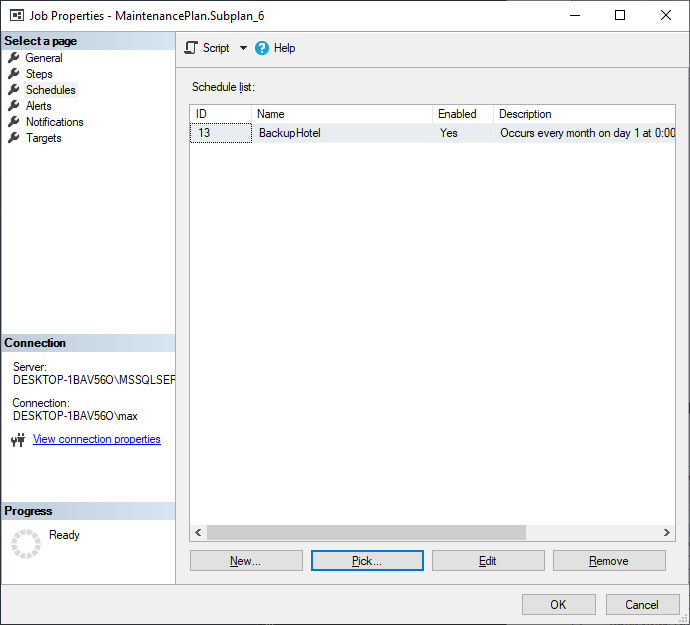 Job Properties - MaintenancePlan.Subplan_6
Select a page
General
Steps
Schedules
Alerts
Notifications
Targets
Script
Help
Schedule list:
ID Name Enabled Description
13 BackupHotel Yes Occurs every month on day 1 at 0:00
Connection
Server:
DESKTOP-1BAV56O\MSSQLSER
Connection:
DESKTOP-1BAV56O\max
View connection properties
Progress
Ready
New... Pick... Edit Remove
OK Cancel